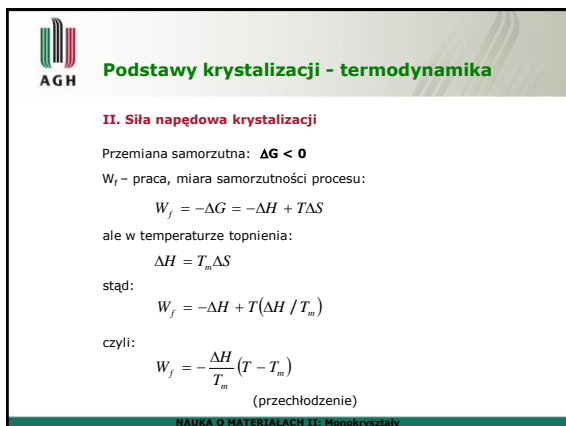 AGH
Podstawy krystalizacji - termodynamika
II. Siła napędowa krystalizacji
Przemiana samorzutna: ΔG < 0
W_f – praca, miara samorzutności procesu:
W_f = −ΔG = −ΔH + TΔS
ale w temperaturze topnienia:
ΔH = T_mΔS
stąd:
W_f = −ΔH + T(ΔH / T_m)
czyli:
W_f = − ΔH/T_m (T − T_m)
(przechłodzenie)
NAUKA O MATERIAŁACH II: Monokryształy